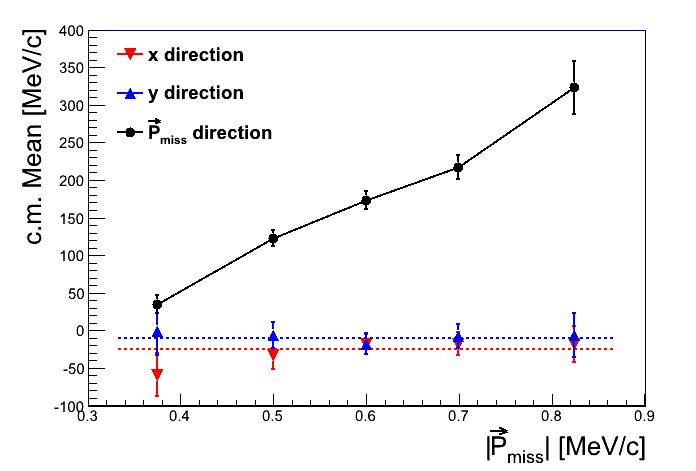 c.m. Mean [MeV/c]
400
350
300
250
200
150
100
50
0
-50
-100
x direction
y direction
P⃗miss direction
0.3 0.4 0.5 0.6 0.7 0.8 0.9
|P⃗miss| [MeV/c]